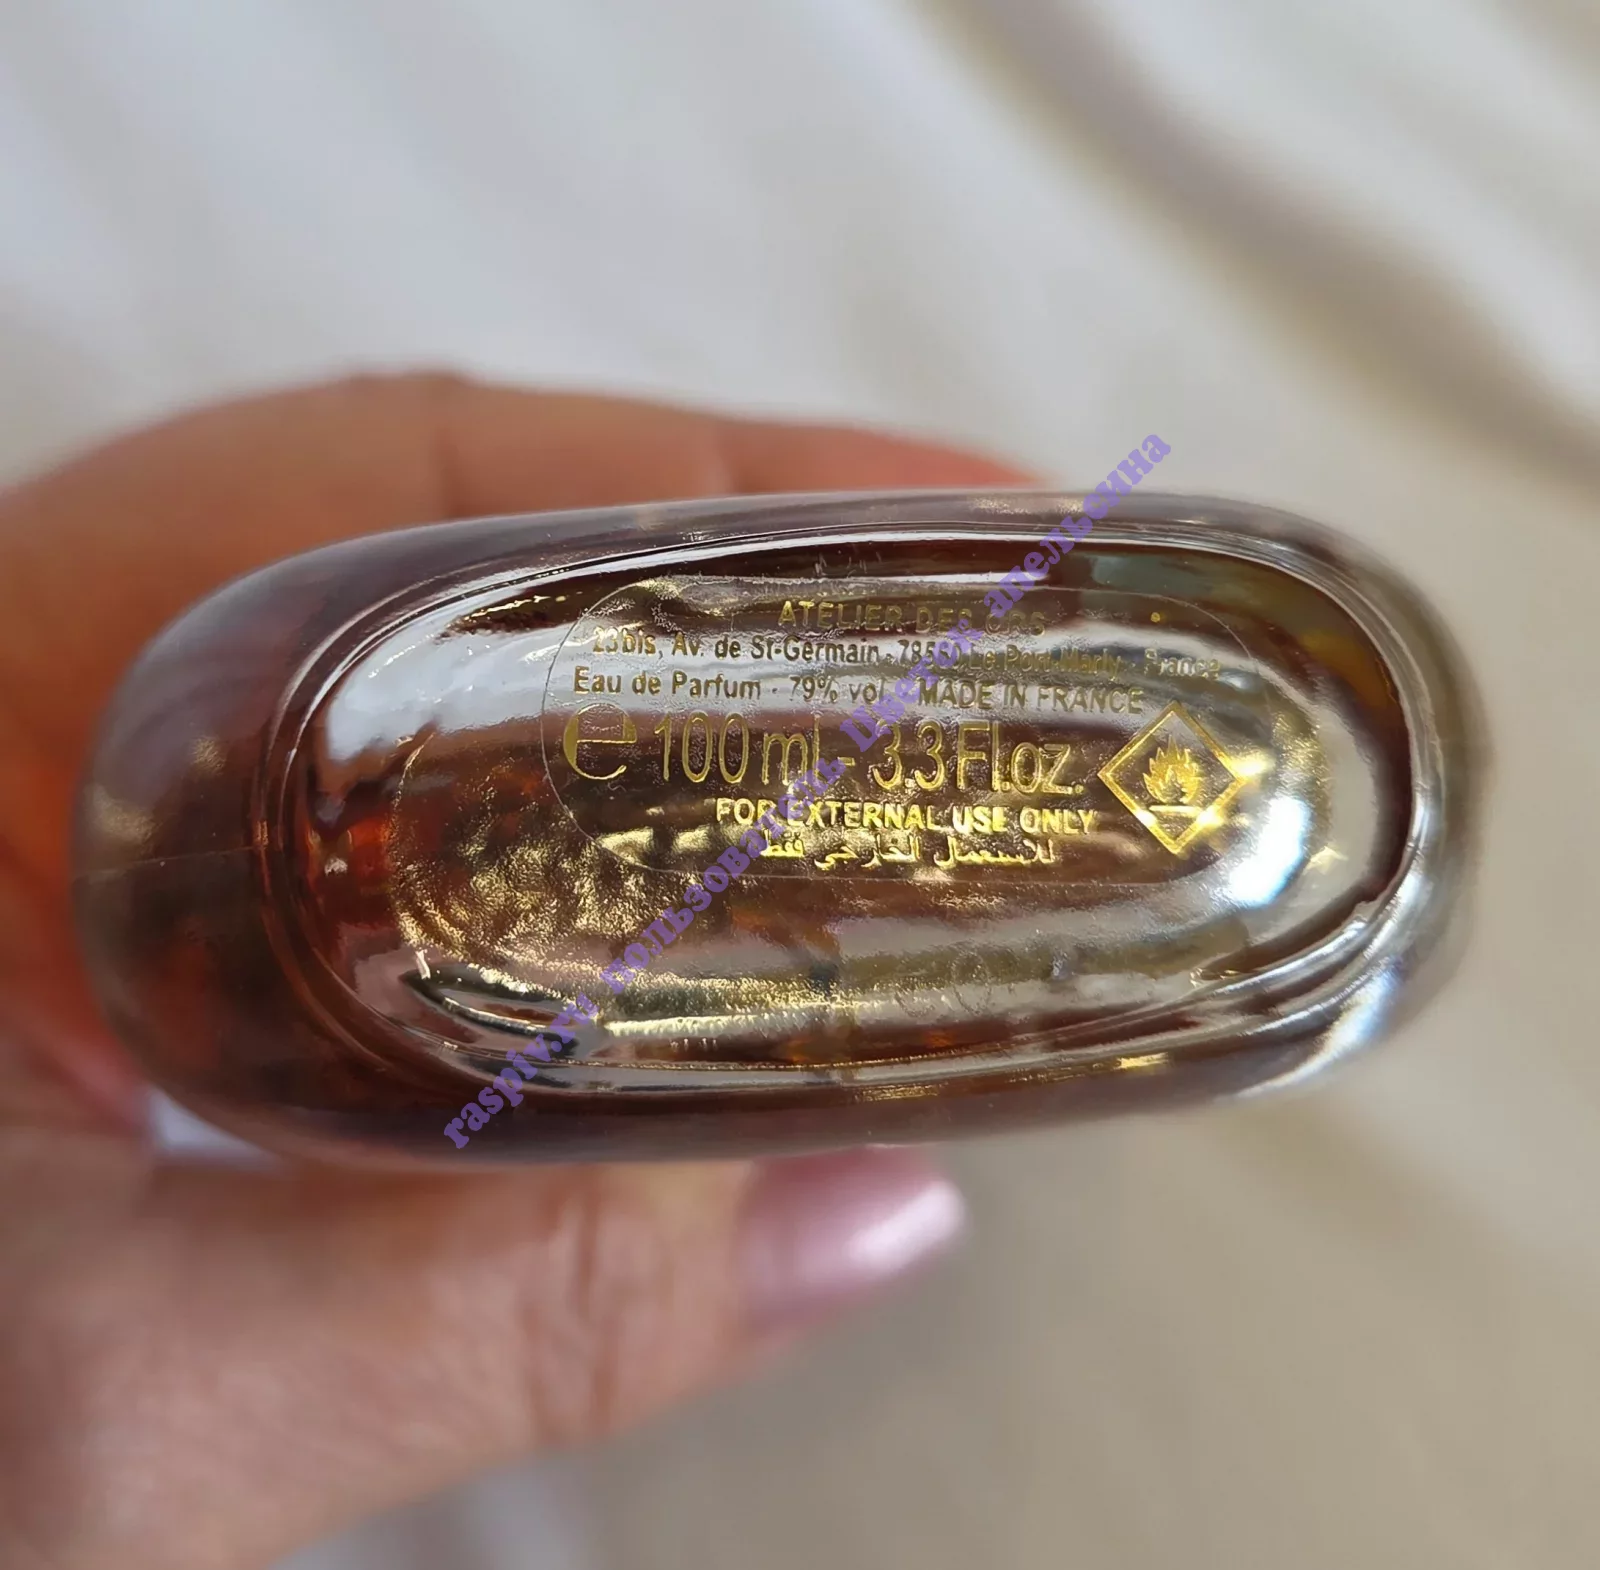 ATELIER DES ORS
23bis, Av. de St-Germain - 78560 Le Port-Marly - France
Eau de Parfum · 79% vol. · MADE IN FRANCE
e 100 ml - 3.3 Fl.oz.
FOR EXTERNAL USE ONLY
للاستعمال الخارجي فقط
raspiv.ru пользователь Цветок апельсина